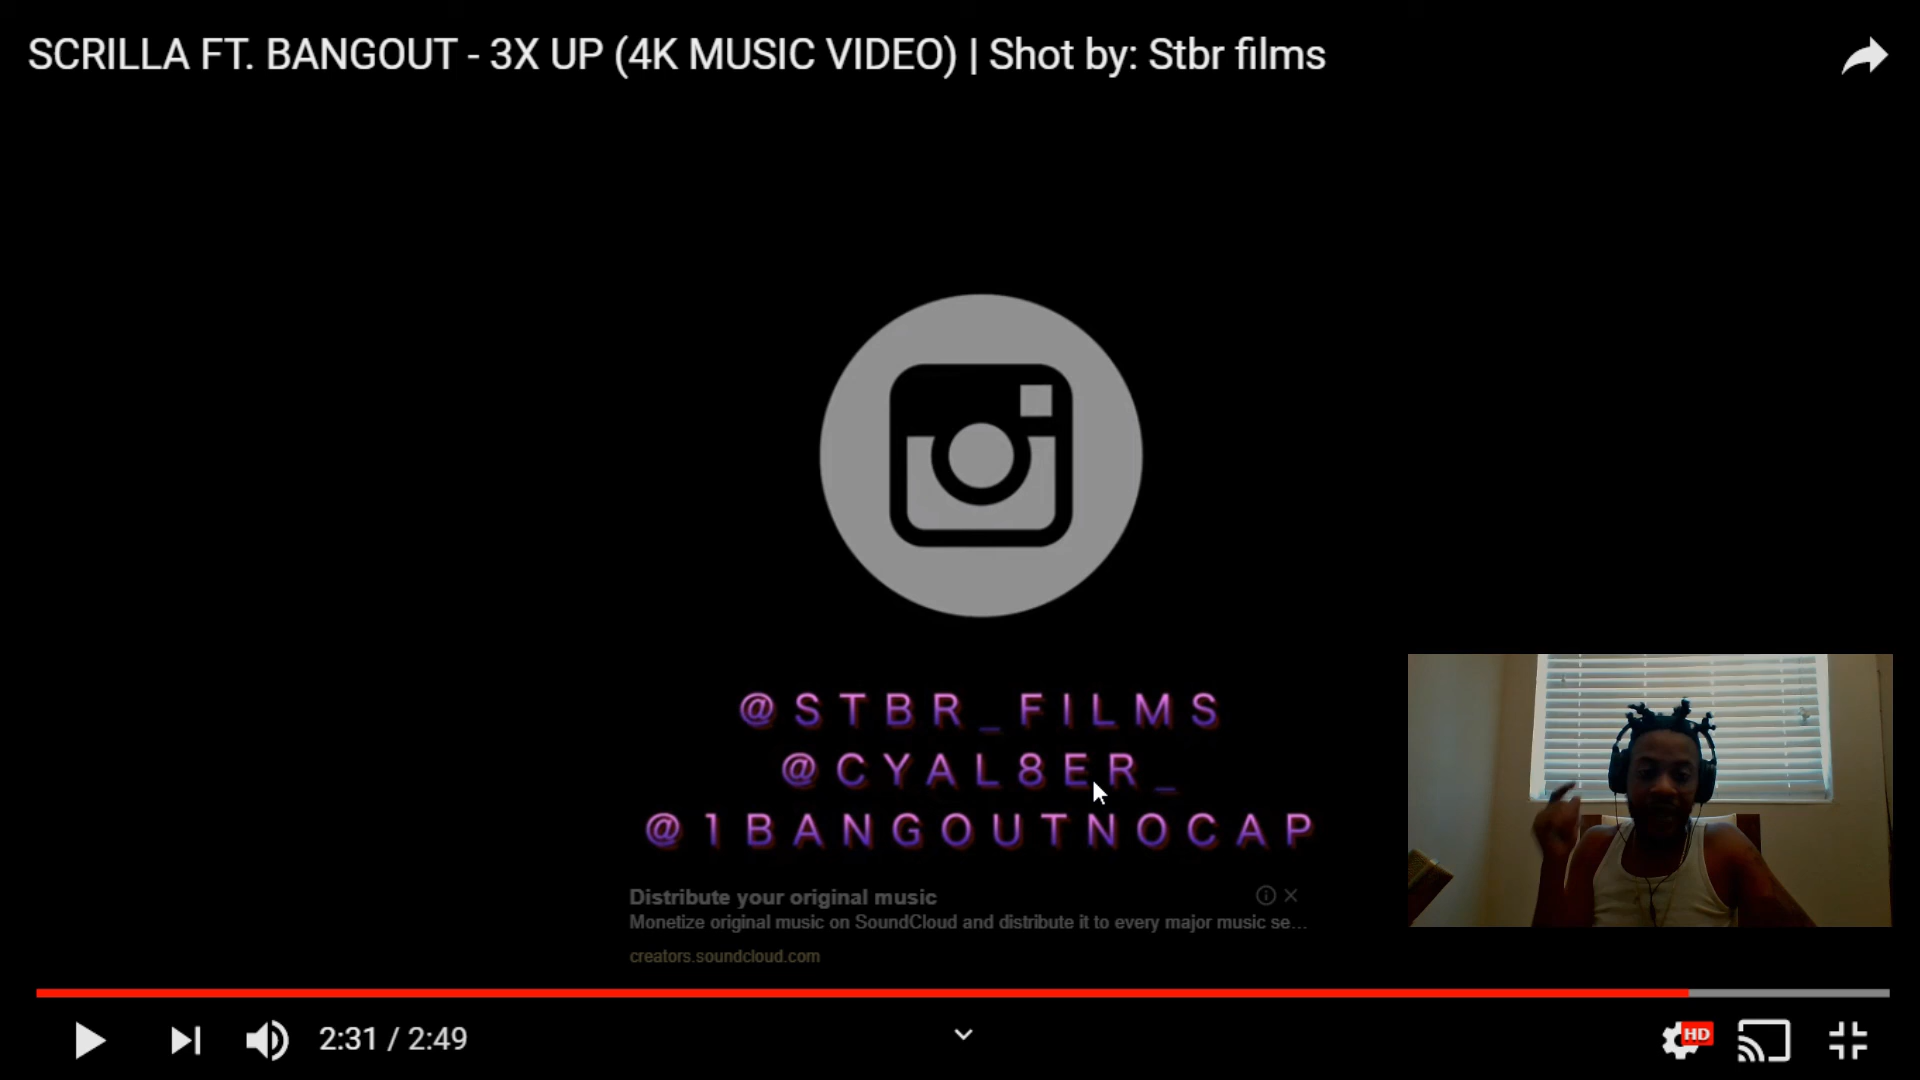 SCRILLA FT. BANGOUT - 3X UP (4K MUSIC VIDEO) | Shot by: Stbr films
@STBR_FILMS
@CYAL8ER_
@1BANGOUTNOCAP
Distribute your original music
Monetize original music on SoundCloud and distribute it to every major music se...
creators.soundcloud.com
2:31 / 2:49
HD